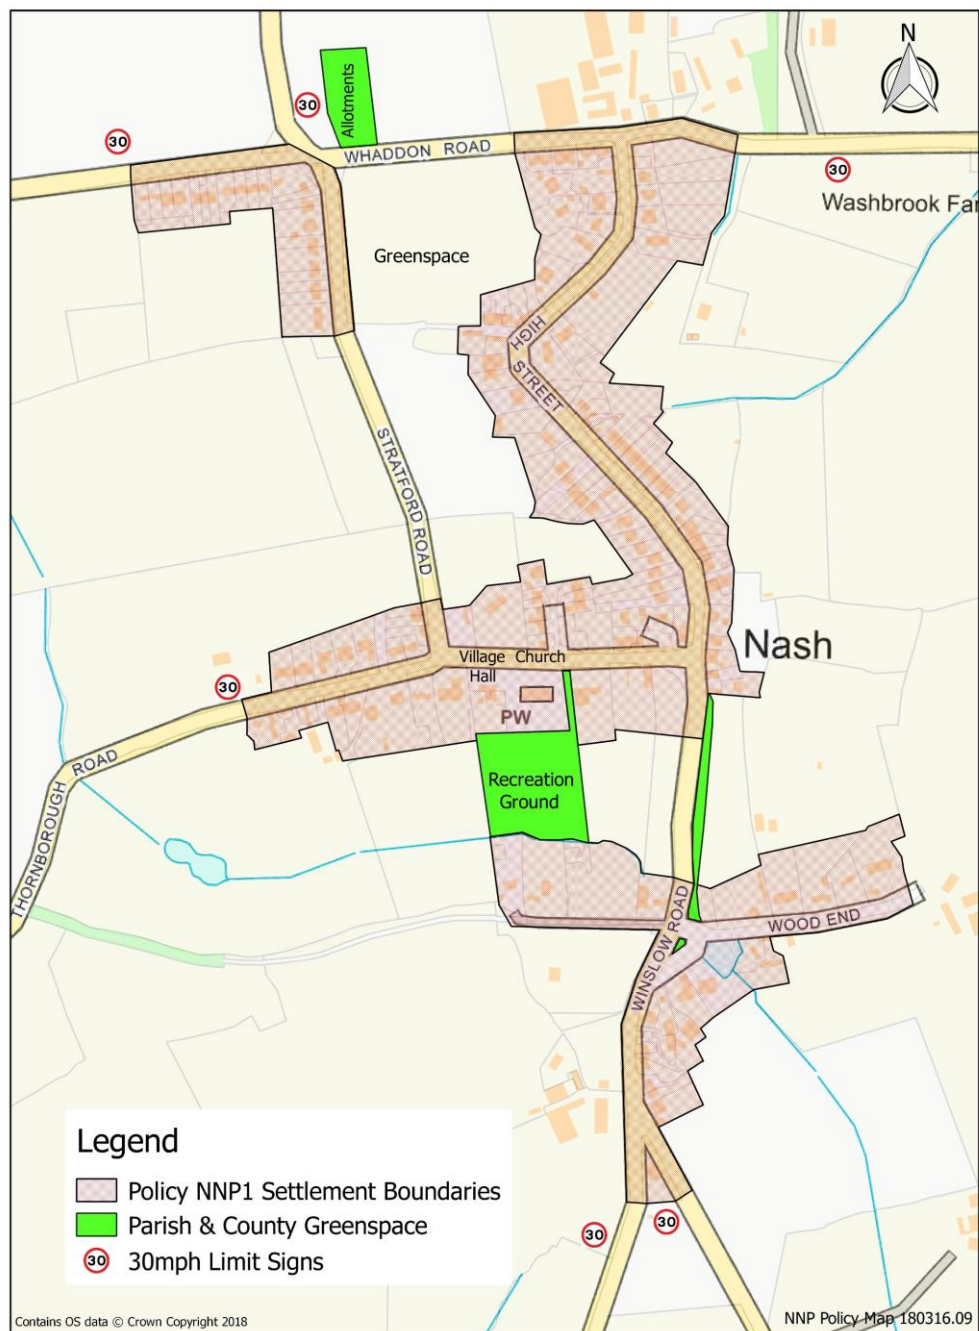 N
Allotments
30
30
WHADDON ROAD
30
Washbrook Far
Greenspace
HIGH
STREET
STRATFORD ROAD
Nash
Village Church
Hall
30
PW
THORNBOROUGH ROAD
Recreation
Ground
WOOD END
WINSLOW ROAD
Legend
Policy NNP1 Settlement Boundaries
Parish & County Greenspace
30 30mph Limit Signs
30
30
Contains OS data © Crown Copyright 2018
NNP Policy Map 180316.09